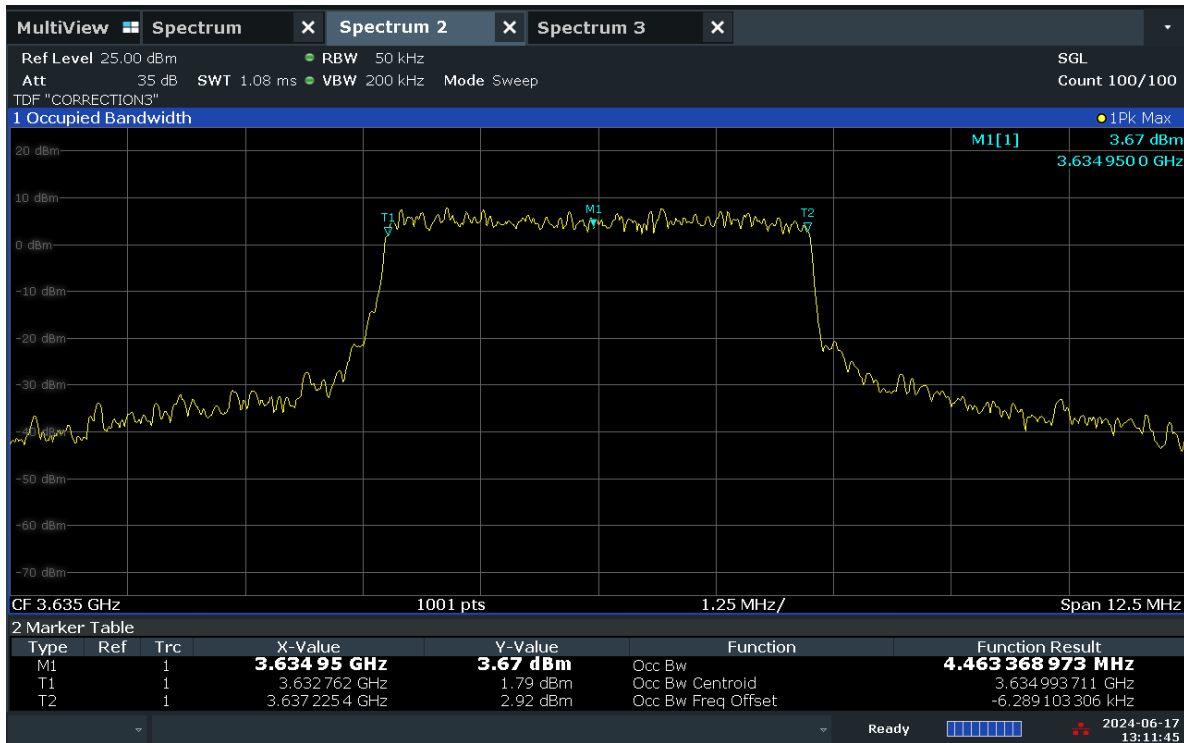 MultiView Spectrum X Spectrum 2 X Spectrum 3 X
Ref Level 25.00 dBm RBW 50 kHz SGL
Att 35 dB SWT 1.08 ms VBW 200 kHz Mode Sweep Count 100/100
TDF "CORRECTION3"
1 Occupied Bandwidth 1Pk Max
M1[1] 3.67 dBm
3.634 950 0 GHz
20 dBm
10 dBm
T1 M1 T2
0 dBm
-10 dBm
-20 dBm
-30 dBm
-40 dBm
-50 dBm
-60 dBm
-70 dBm
CF 3.635 GHz 1001 pts 1.25 MHz/ Span 12.5 MHz
2 Marker Table
Type Ref Trc X-Value Y-Value Function Function Result
M1 1 3.634 95 GHz 3.67 dBm Occ Bw 4.463 368 973 MHz
T1 1 3.632 762 GHz 1.79 dBm Occ Bw Centroid 3.634 993 711 GHz
T2 1 3.637 225 4 GHz 2.92 dBm Occ Bw Freq Offset -6.289 103 306 kHz
Ready 2024-06-17
13:11:45